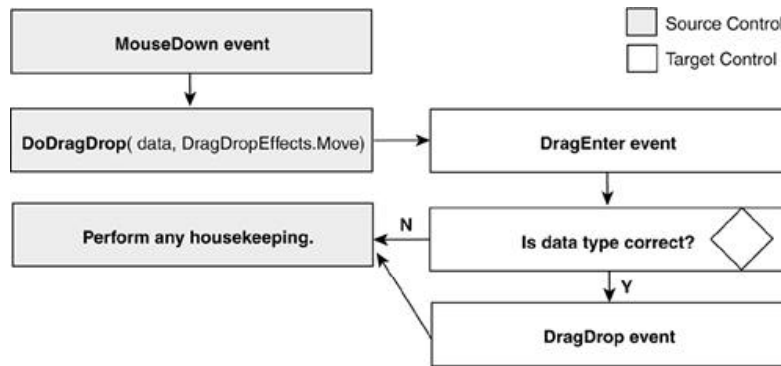 MouseDown event
Source Control
Target Control
DoDragDrop( data, DragDropEffects.Move)
DragEnter event
Perform any housekeeping.
N
Is data type correct?
Y
DragDrop event